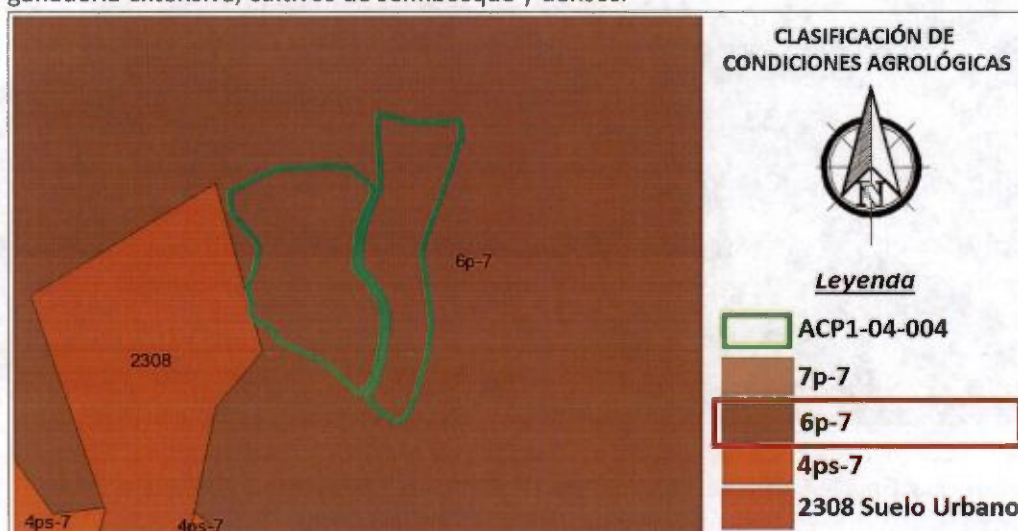 ganadería extensiva, cultivos de semibosque y densos.
CLASIFICACIÓN DE
CONDICIONES AGROLÓGICAS
N
Leyenda
ACP1-04-004
7p-7
6p-7
4ps-7
2308 Suelo Urbano
6p-7
2308
4ps-7
4ps-7